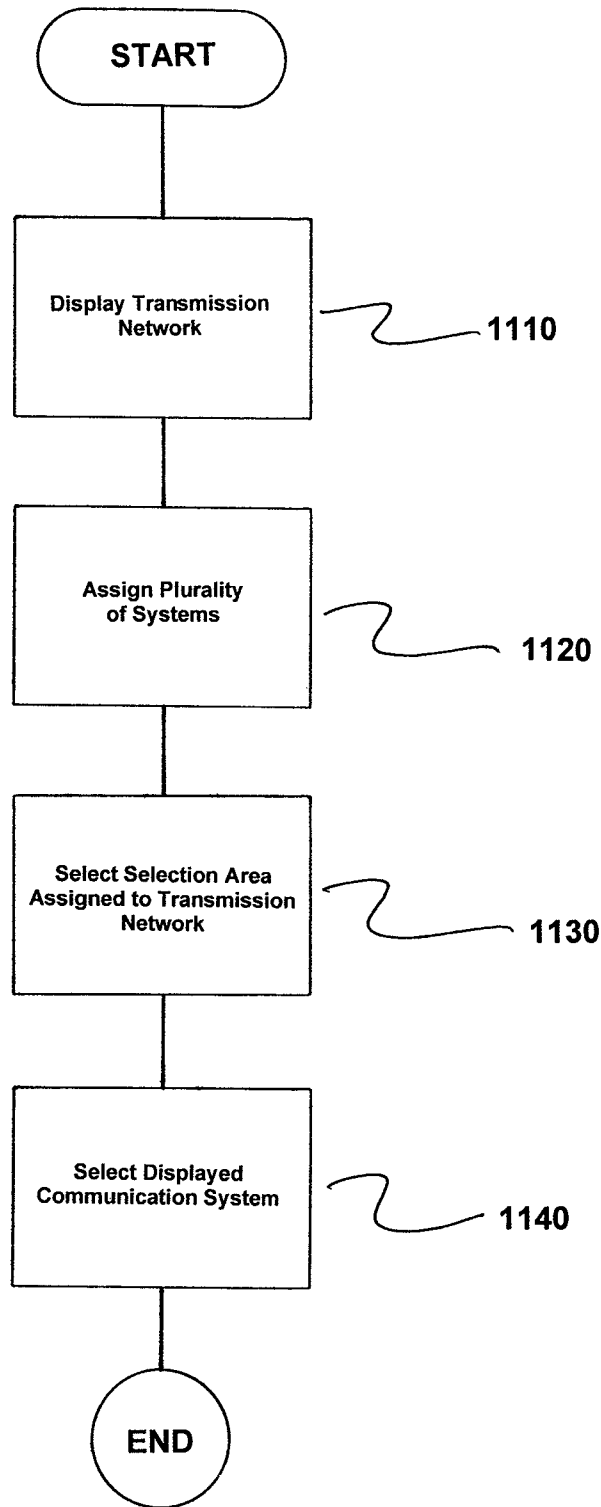 START
Display Transmission
Network
1110
Assign Plurality
of Systems
1120
Select Selection Area
Assigned to Transmission
Network
1130
Select Displayed
Communication System
1140
END